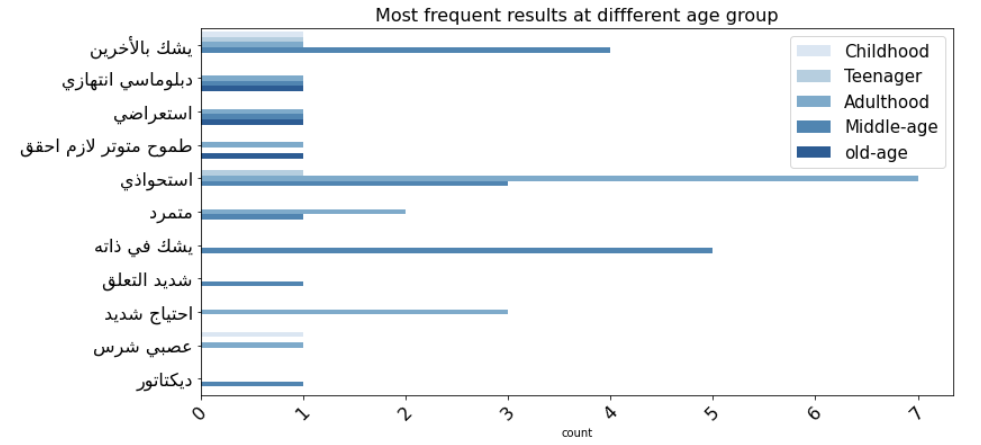 Most frequent results at diffferent age group
يشك بالأخرين
دبلوماسي انتهازي
استعراضي
طموح متوتر لازم احقق
استحواذي
متمرد
يشك في ذاته
شديد التعلق
احتياج شديد
عصبي شرس
ديكتاتور
Childhood
Teenager
Adulthood
Middle-age
old-age
0 1 2 3 4 5 6 7
count